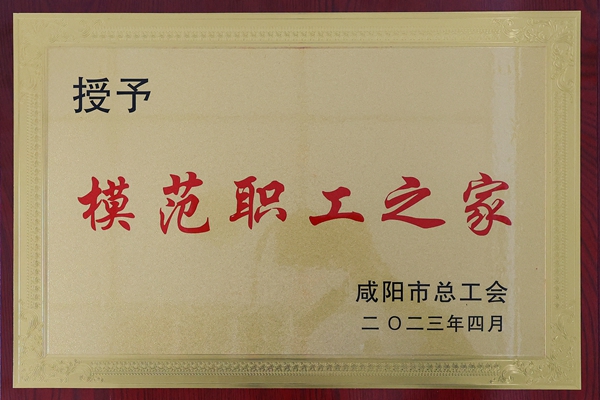 授予
模范职工之家
咸阳市总工会
二〇二三年四月